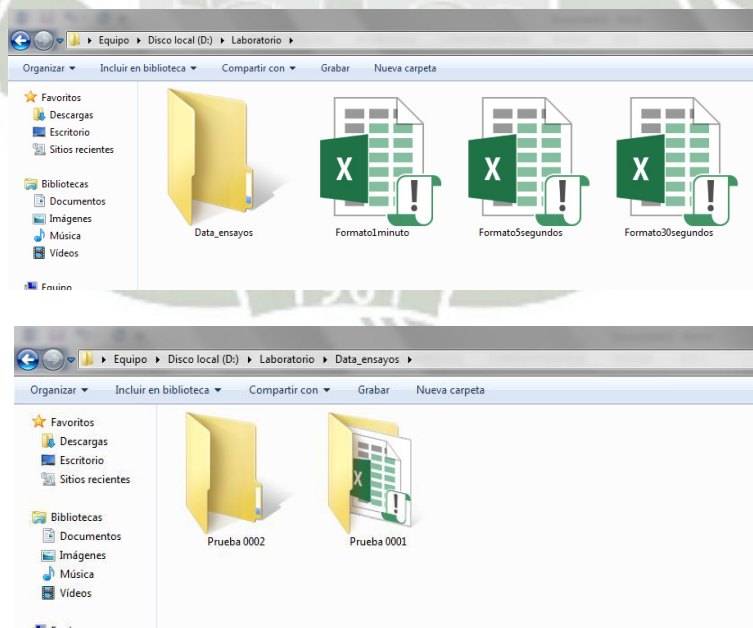 Equipo ▸ Disco local (D:) ▸ Laboratorio ▸
Organizar Incluir en biblioteca Compartir con Grabar Nueva carpeta
Favoritos
Descargas
Escritorio
Sitios recientes
Bibliotecas
Documentos
Imágenes
Música
Vídeos
Equipo
X X X
Data_ensayos Formato1minuto Formato5segundos Formato30segundos
Equipo ▸ Disco local (D:) ▸ Laboratorio ▸ Data_ensayos ▸
Organizar Incluir en biblioteca Compartir con Grabar Nueva carpeta
Favoritos
Descargas
Escritorio
Sitios recientes
Bibliotecas
Documentos
Imágenes
Música
Vídeos
X
Prueba 0002 Prueba 0001